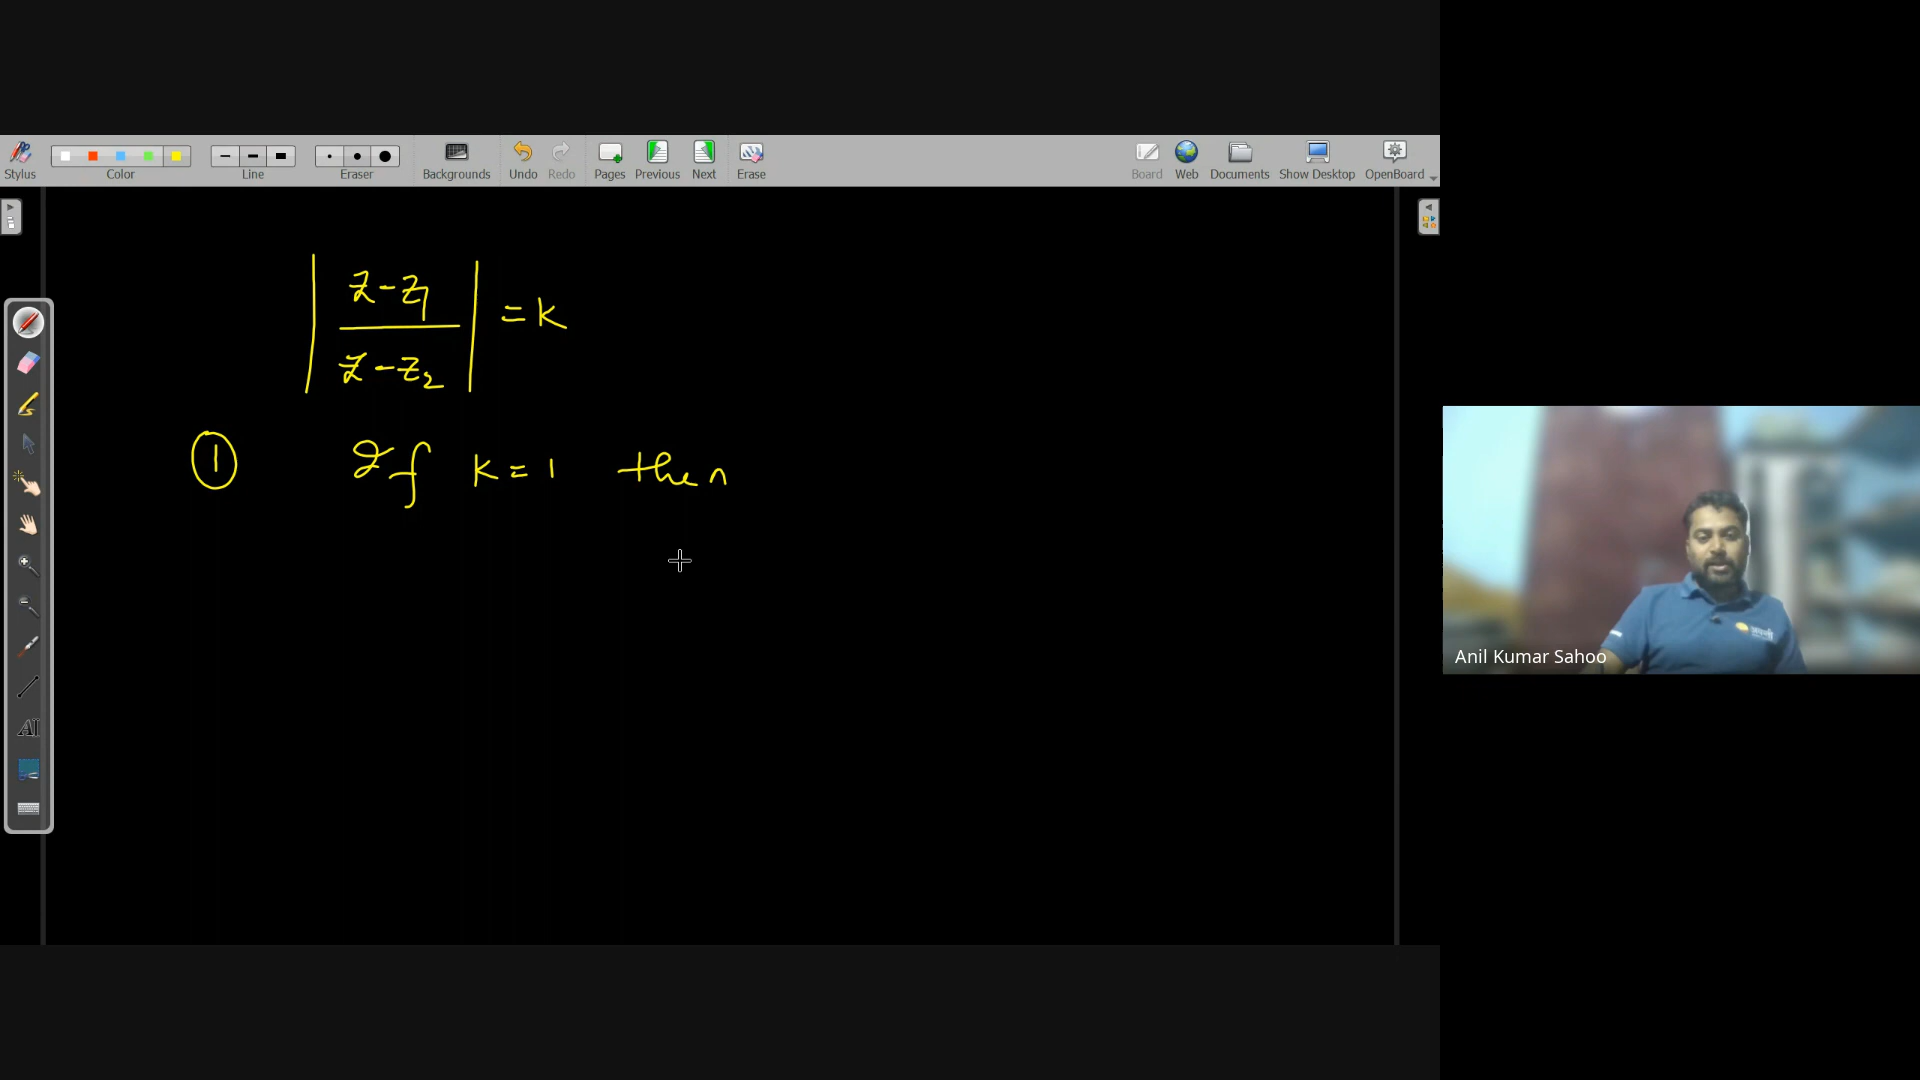 Stylus Color Line Eraser Backgrounds Undo Redo Pages Previous Next Erase Board Web Documents Show Desktop OpenBoard
| z-z₁ / z-z₂ | = k
① If k=1 then
AI
Anil Kumar Sahoo